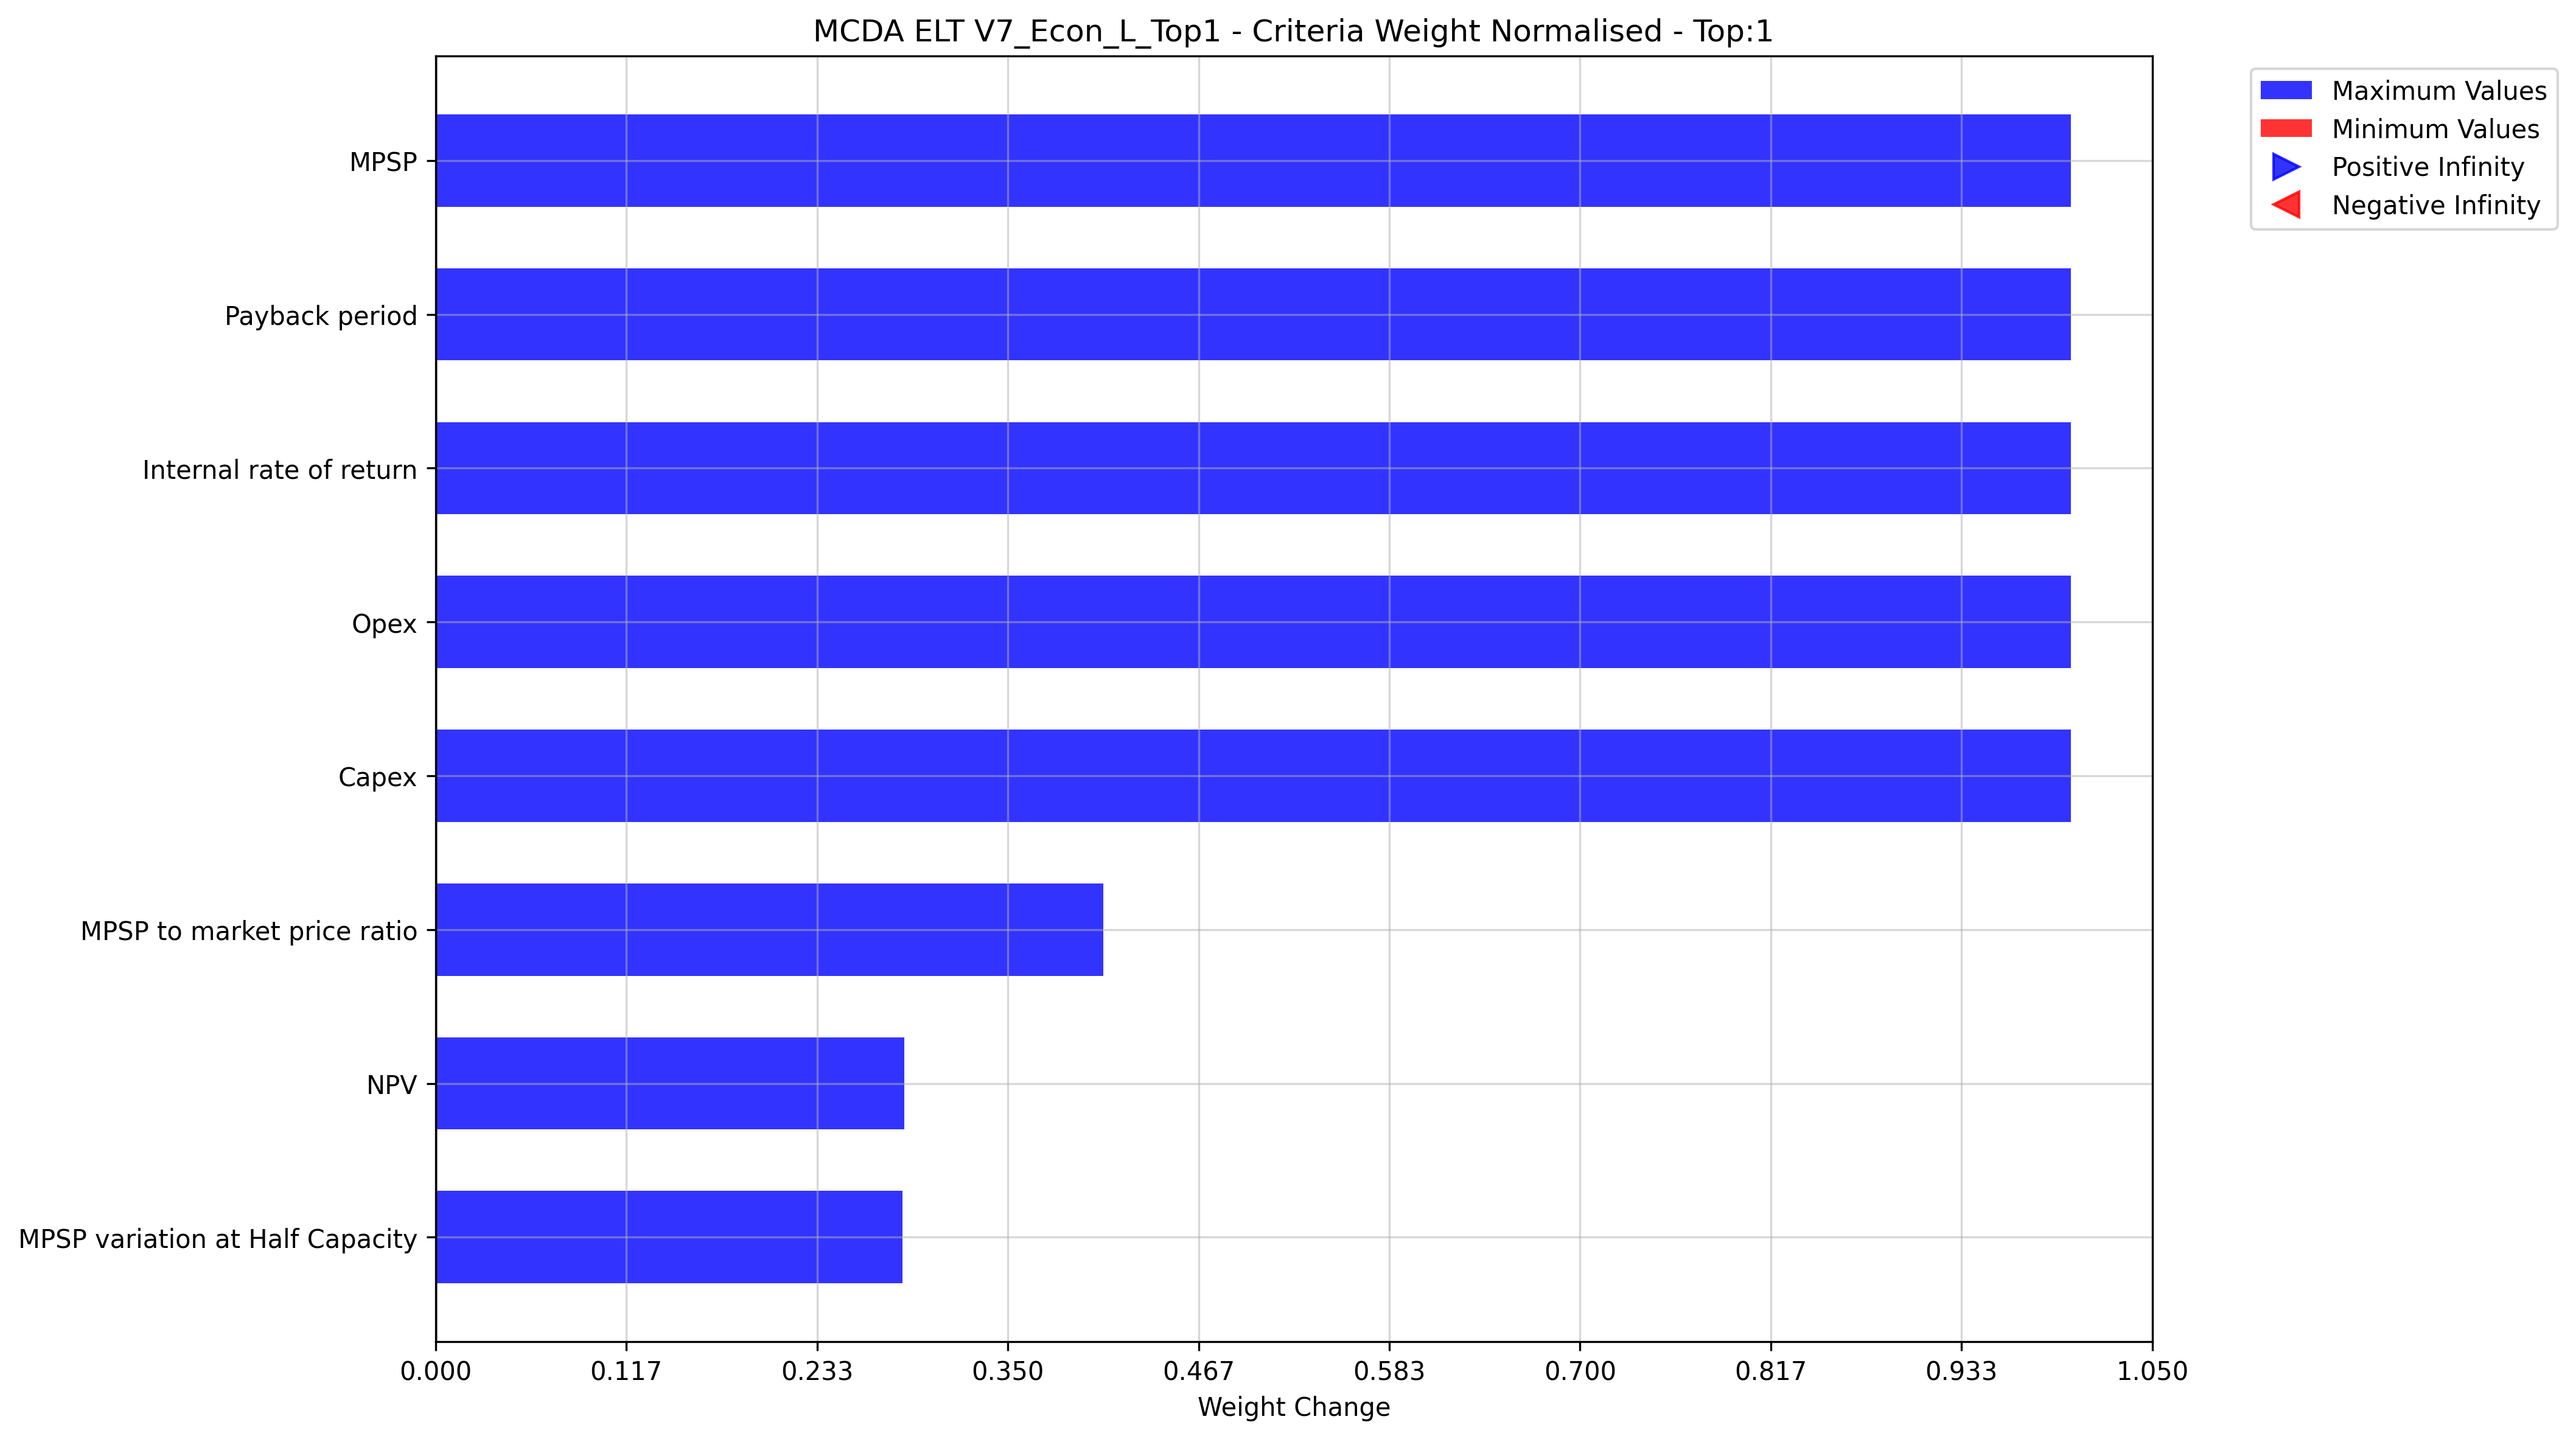 MCDA ELT V7_Econ_L_Top1 - Criteria Weight Normalised - Top:1
Maximum Values
Minimum Values
Positive Infinity
Negative Infinity
MPSP
Payback period
Internal rate of return
Opex
Capex
MPSP to market price ratio
NPV
MPSP variation at Half Capacity
0.000 0.117 0.233 0.350 0.467 0.583 0.700 0.817 0.933 1.050
Weight Change